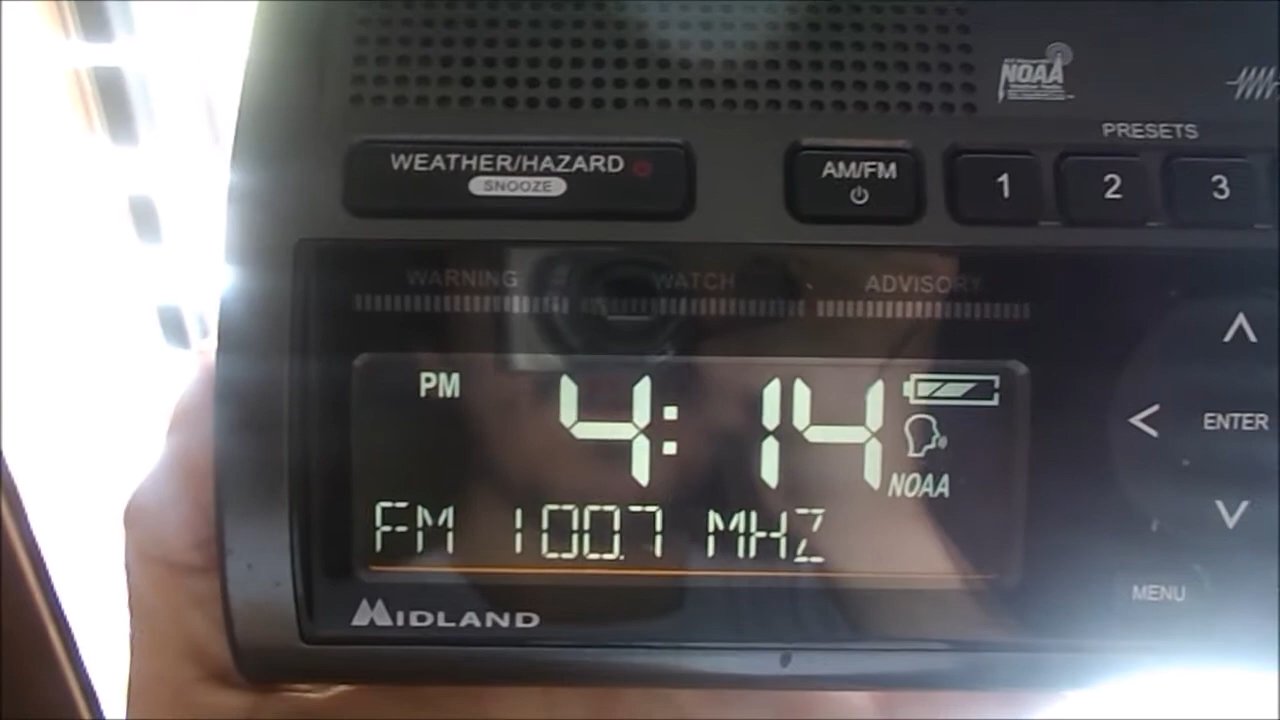 NOAA
PRESETS
WEATHER/HAZARD
SNOOZE
AM/FM
1
2
3
WARNING
WATCH
ADVISORY
PM 4:14
NOAA
FM 100.7 MHZ
ENTER
MENU
MIDLAND